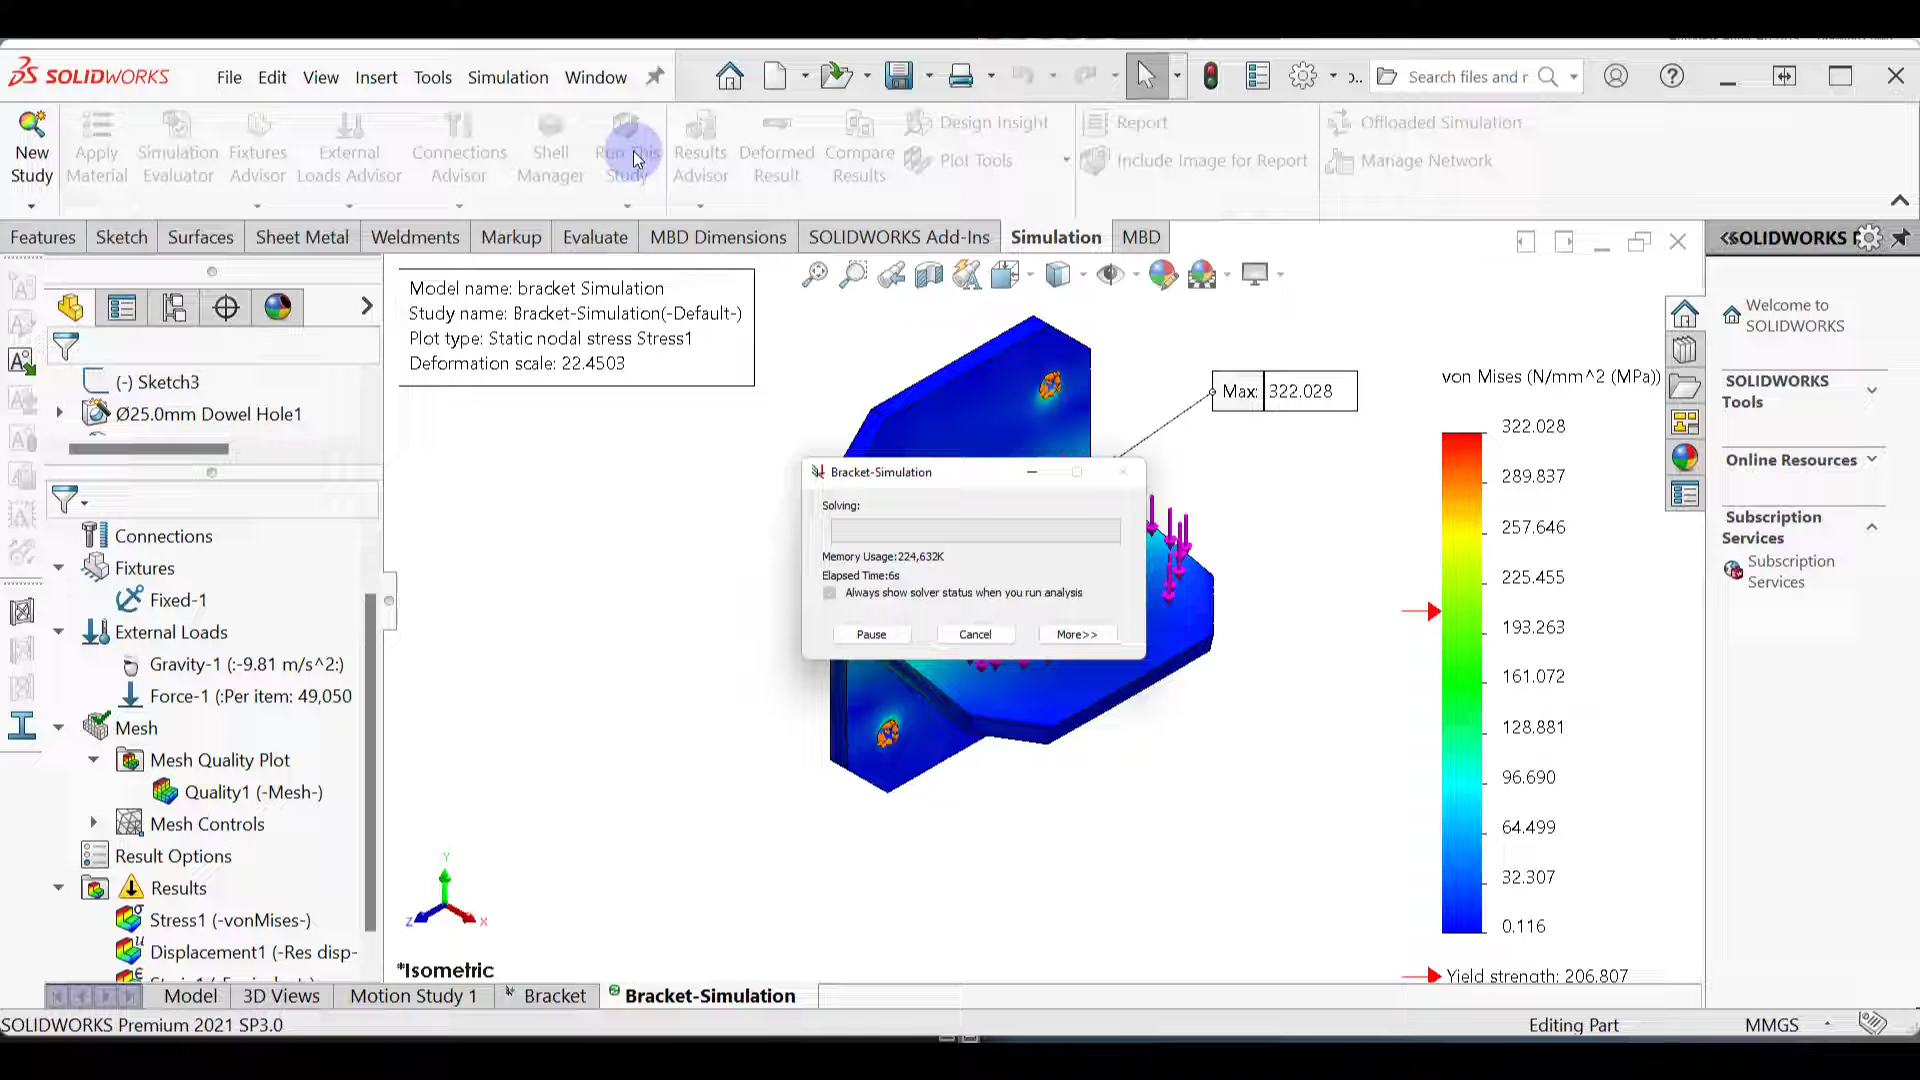 SOLIDWORKS File Edit View Insert Tools Simulation Window Search files and r
New Study
Apply Material
Simulation Evaluator
Fixtures Advisor
External Loads Advisor
Connections Advisor
Shell Manager
Run This Study
Results Advisor
Deformed Result
Compare Results
Design Insight
Plot Tools
Report
Include Image for Report
Offloaded Simulation
Manage Network
Features Sketch Surfaces Sheet Metal Weldments Markup Evaluate MBD Dimensions SOLIDWORKS Add-Ins Simulation MBD
(-) Sketch3
Ø25.0mm Dowel Hole1
Connections
Fixtures
Fixed-1
External Loads
Gravity-1 (:-9.81 m/s^2:)
Force-1 (:Per item: 49,050
Mesh
Mesh Quality Plot
Quality1 (-Mesh-)
Mesh Controls
Result Options
Results
Stress1 (-vonMises-)
Displacement1 (-Res disp-
Model name: bracket Simulation
Study name: Bracket-Simulation(-Default-)
Plot type: Static nodal stress Stress1
Deformation scale: 22.4503
Max: 322.028
Bracket-Simulation
Solving:
Memory Usage:224,632K
Elapsed Time:6s
Always show solver status when you run analysis
Pause Cancel More>>
von Mises (N/mm^2 (MPa))
322.028
289.837
257.646
225.455
193.263
161.072
128.881
96.690
64.499
32.307
0.116
Yield strength: 206.807
Y
Z
X
*Isometric
SOLIDWORKS
Welcome to
SOLIDWORKS
SOLIDWORKS
Tools
Online Resources
Subscription
Services
Subscription
Services
Model 3D Views Motion Study 1 Bracket Bracket-Simulation
SOLIDWORKS Premium 2021 SP3.0 Editing Part MMGS